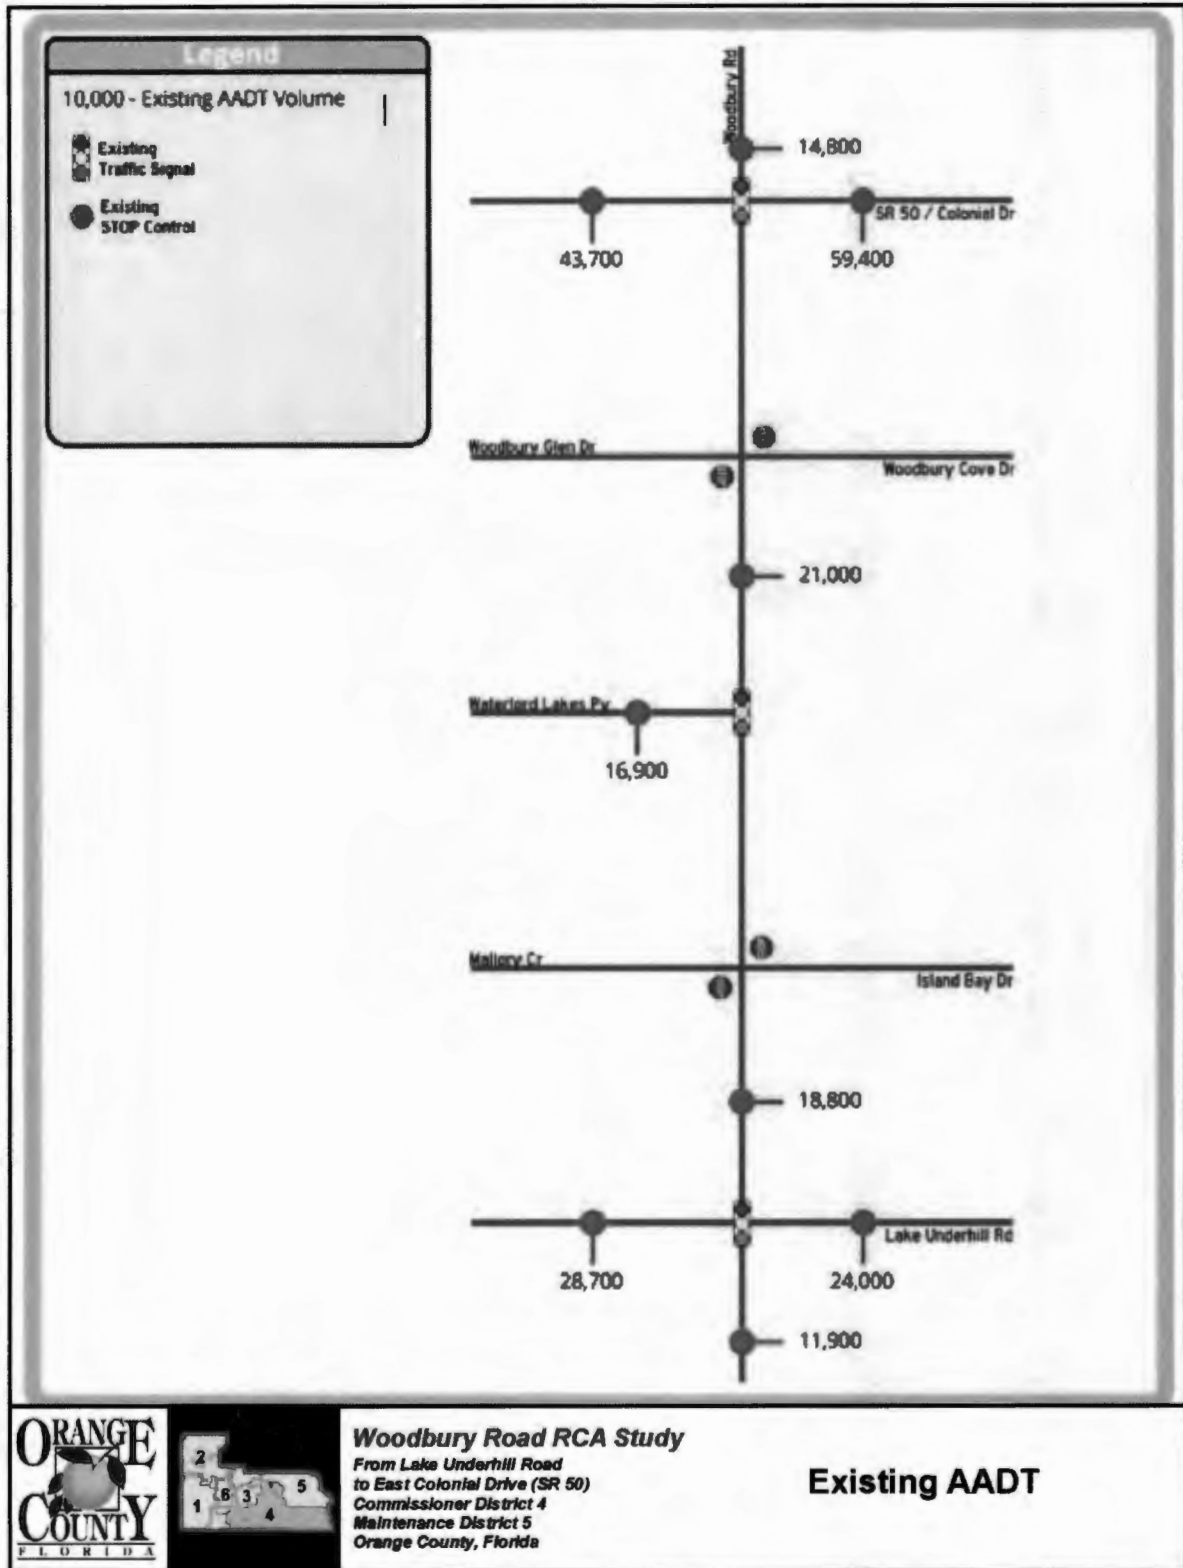 Legend
10,000 - Existing AADT Volume
Existing
Traffic Signal
Existing
STOP Control
Woodbury Rd
14,800
SR 50 / Colonial Dr
43,700
59,400
Woodbury Glen Dr
Woodbury Cove Dr
21,000
Waterford Lakes Py
16,900
Mallory Cr
Island Bay Dr
18,800
Lake Underhill Rd
28,700
24,000
11,900
ORANGE
COUNTY
FLORIDA
2
1
6
3
5
4
Woodbury Road RCA Study
From Lake Underhill Road
to East Colonial Drive (SR 50)
Commissioner District 4
Maintenance District 5
Orange County, Florida
Existing AADT